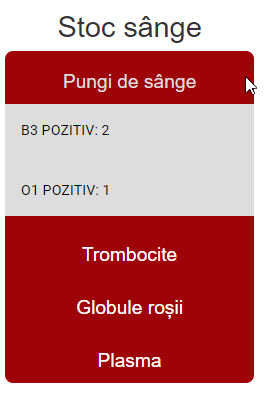 Stoc sânge
Pungi de sânge
B3 POZITIV: 2
O1 POZITIV: 1
Trombocite
Globule roșii
Plasma